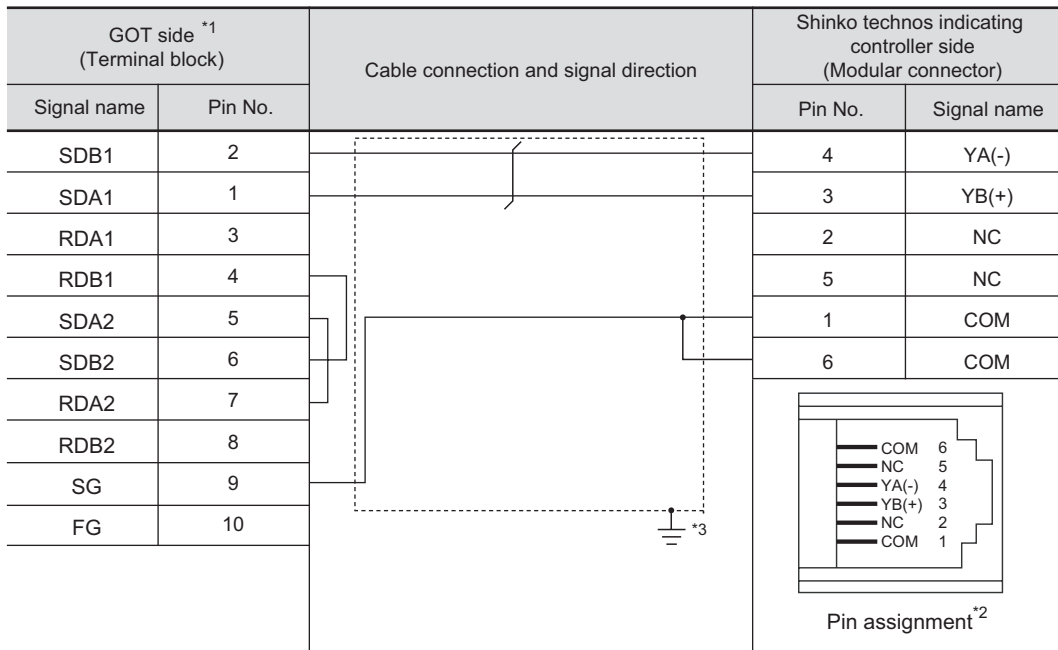 GOT side *1
(Terminal block)
Cable connection and signal direction
Shinko technos indicating
controller side
(Modular connector)
Signal name Pin No. Pin No. Signal name
SDB1 2 4 YA(-)
SDA1 1 3 YB(+)
RDA1 3 2 NC
RDB1 4 5 NC
SDA2 5 1 COM
SDB2 6 6 COM
RDA2 7
RDB2 8
SG 9
FG 10
*3
COM 6
NC 5
YA(-) 4
YB(+) 3
NC 2
COM 1
Pin assignment*2